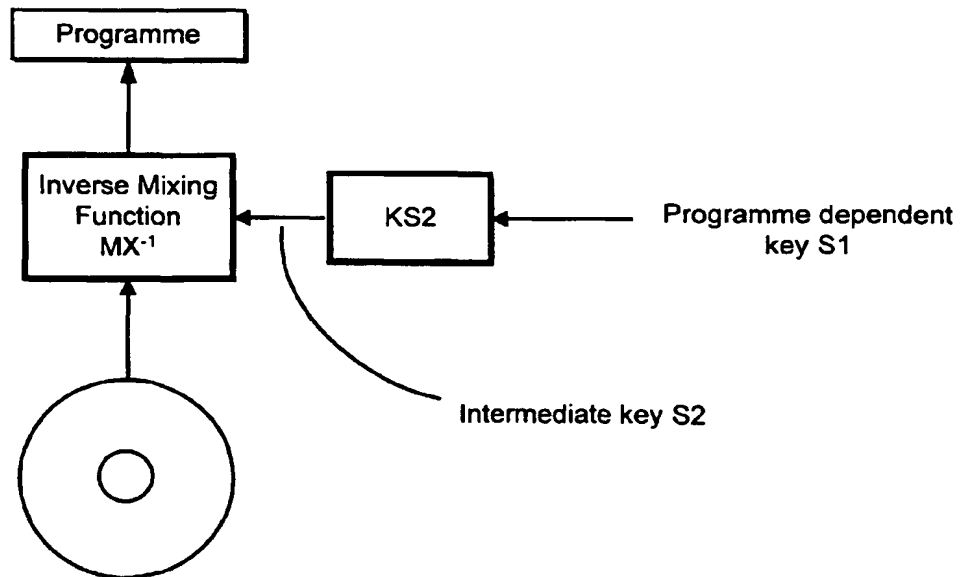 Programme
Inverse Mixing
Function
MX⁻¹
KS2
Programme dependent
key S1
Intermediate key S2